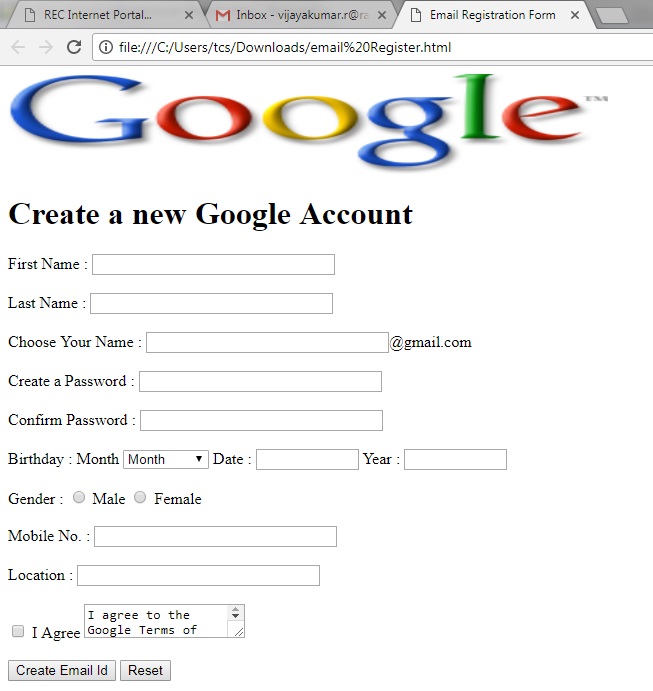 REC Internet Portal...
Inbox - vijayakumar.r@ra
Email Registration Form
file:///C:/Users/tcs/Downloads/email%20Register.html
Google™
Create a new Google Account
First Name :
Last Name :
Choose Your Name : @gmail.com
Create a Password :
Confirm Password :
Birthday : Month Month Date : Year :
Gender : Male Female
Mobile No. :
Location :
I Agree I agree to the
Google Terms of
Create Email Id Reset